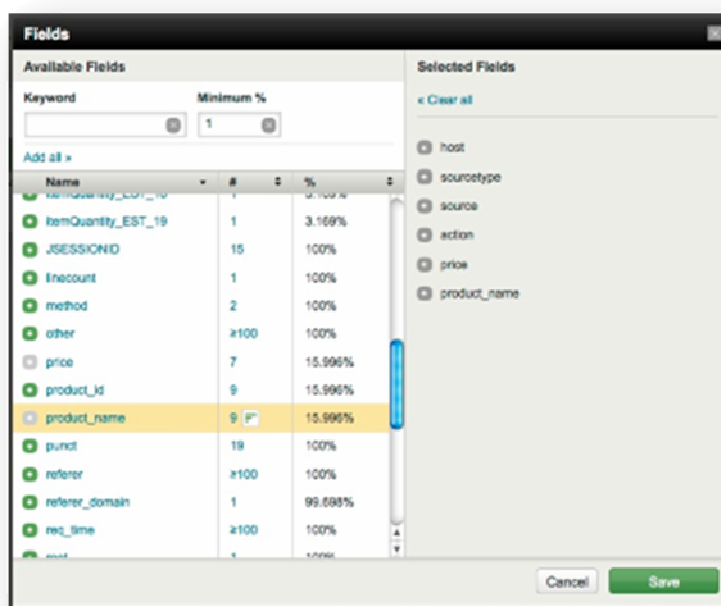 Fields
Available Fields
Selected Fields
Keyword
Minimum %
« Clear all
1
Add all »
host
sourcetype
source
action
price
product_name
Name # %
ItemQuantity_EST_19 1 3.169%
JSESSIONID 15 100%
linecount 1 100%
method 2 100%
other ≥100 100%
price 7 15.996%
product_id 9 15.996%
product_name 9 15.996%
punct 19 100%
referer ≥100 100%
referer_domain 1 99.698%
req_time ≥100 100%
Cancel
Save